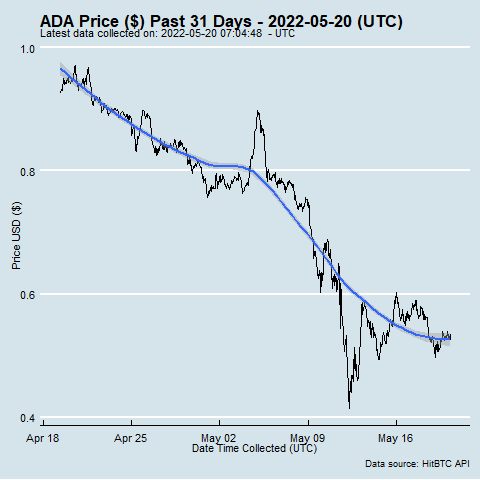 ADA Price ($) Past 31 Days - 2022-05-20 (UTC)
Latest data collected on: 2022-05-20 07:04:48 - UTC
1.0
0.8
0.6
0.4
Price USD ($)
Apr 18 Apr 25 May 02 May 09 May 16
Date Time Collected (UTC)
Data source: HitBTC API